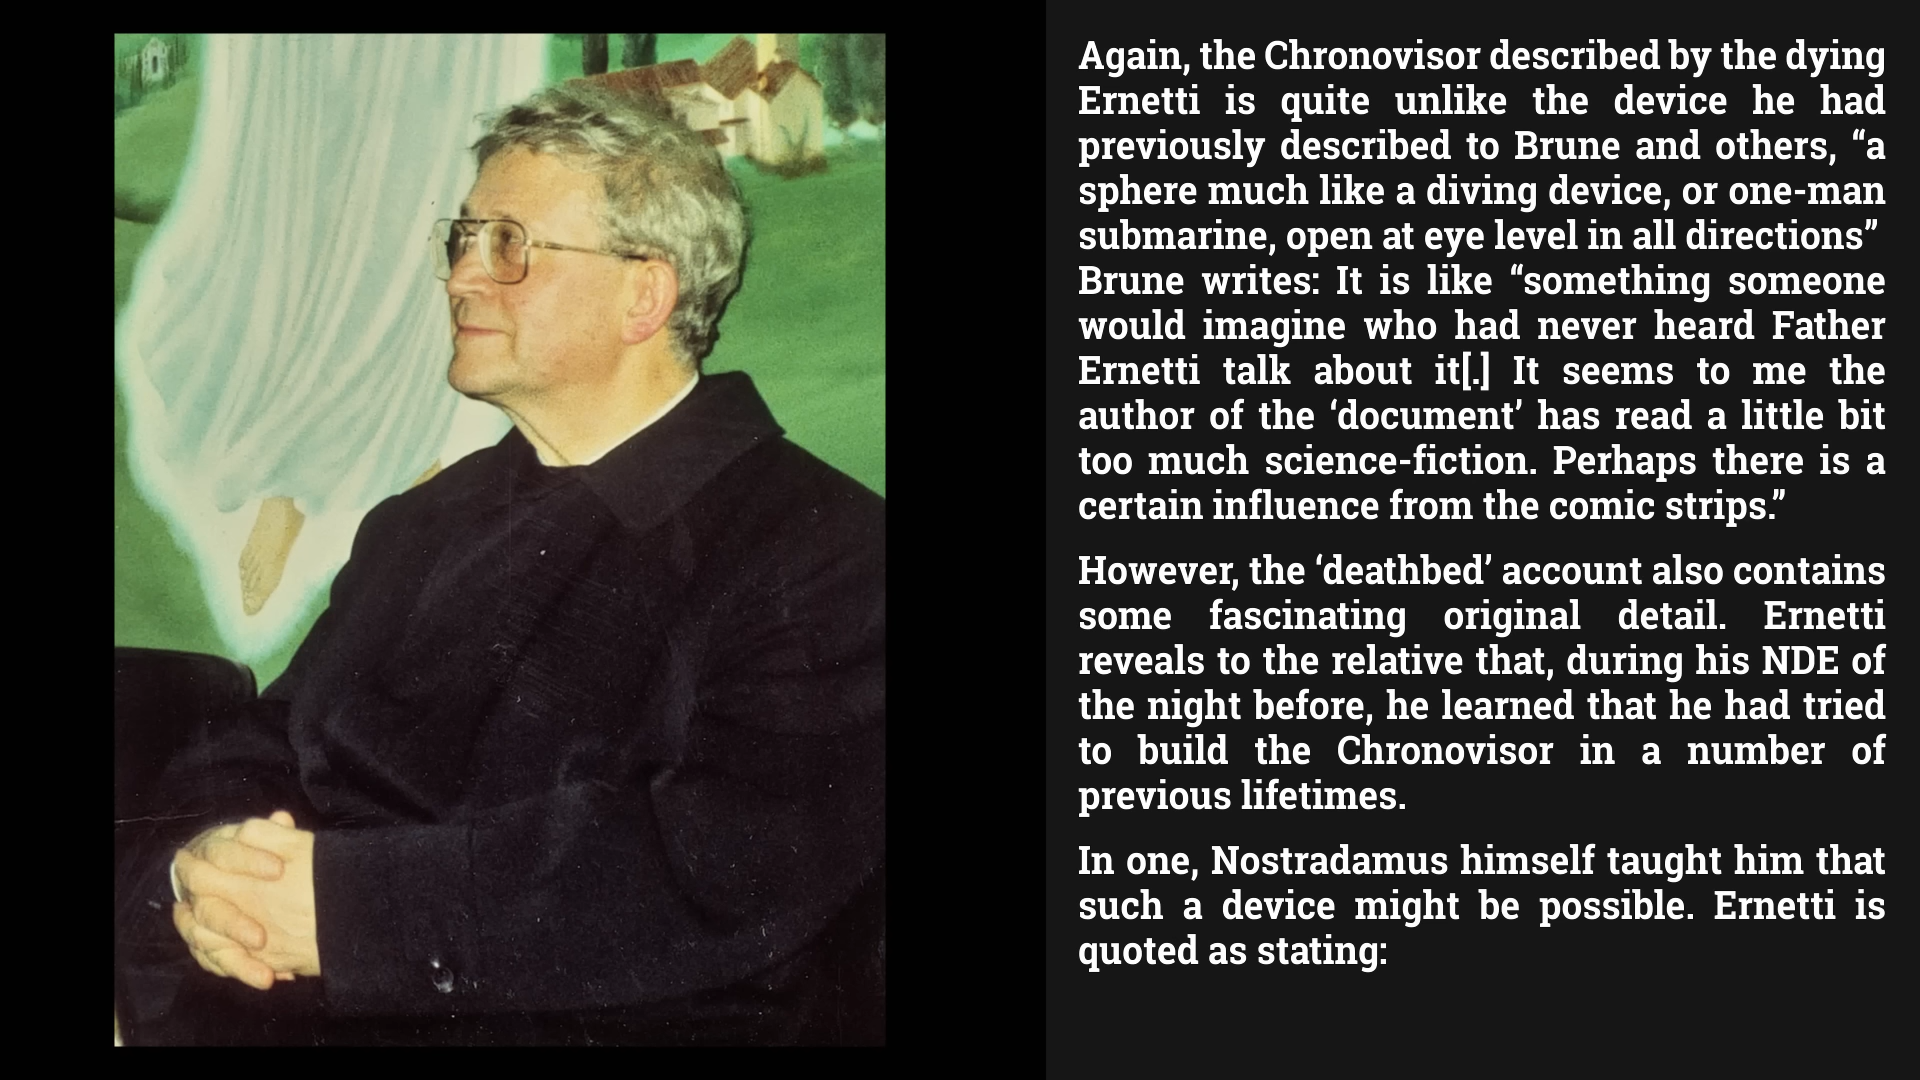 Again, the Chronovisor described by the dying
Ernetti is quite unlike the device he had
previously described to Brune and others, “a
sphere much like a diving device, or one-man
submarine, open at eye level in all directions”
Brune writes: It is like “something someone
would imagine who had never heard Father
Ernetti talk about it[.] It seems to me the
author of the ‘document’ has read a little bit
too much science-fiction. Perhaps there is a
certain influence from the comic strips.”
However, the ‘deathbed’ account also contains
some fascinating original detail. Ernetti
reveals to the relative that, during his NDE of
the night before, he learned that he had tried
to build the Chronovisor in a number of
previous lifetimes.
In one, Nostradamus himself taught him that
such a device might be possible. Ernetti is
quoted as stating: